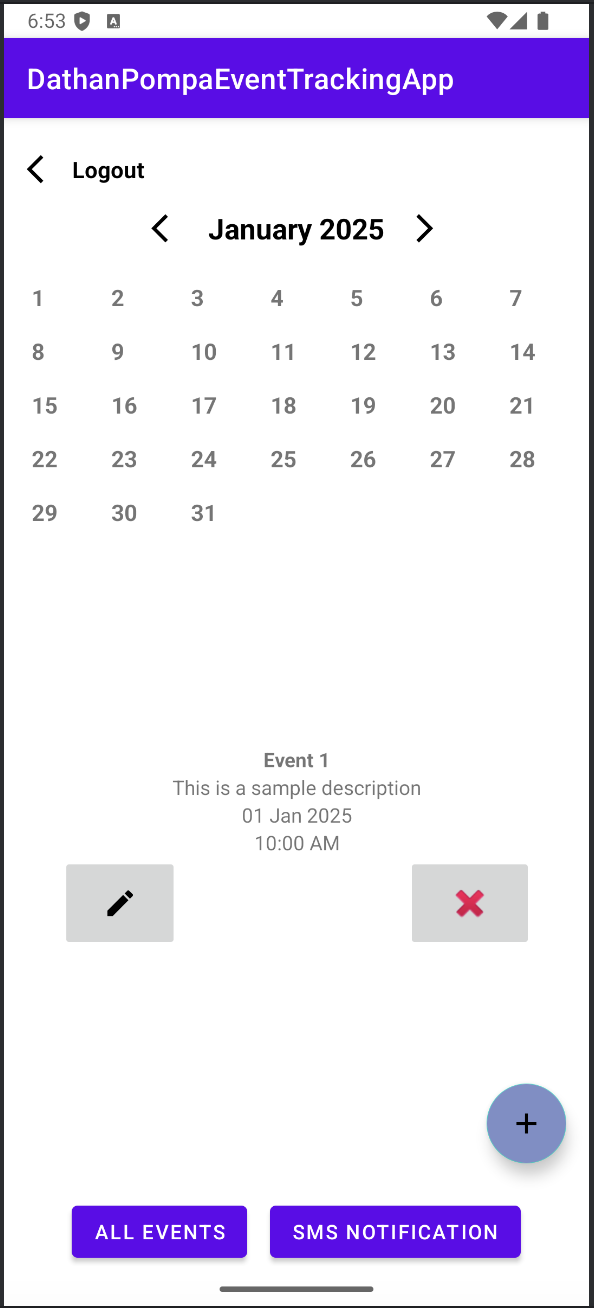 6:53
DathanPompaEventTrackingApp
Logout
January 2025
1 2 3 4 5 6 7
8 9 10 11 12 13 14
15 16 17 18 19 20 21
22 23 24 25 26 27 28
29 30 31
Event 1
This is a sample description
01 Jan 2025
10:00 AM
+
ALL EVENTS SMS NOTIFICATION